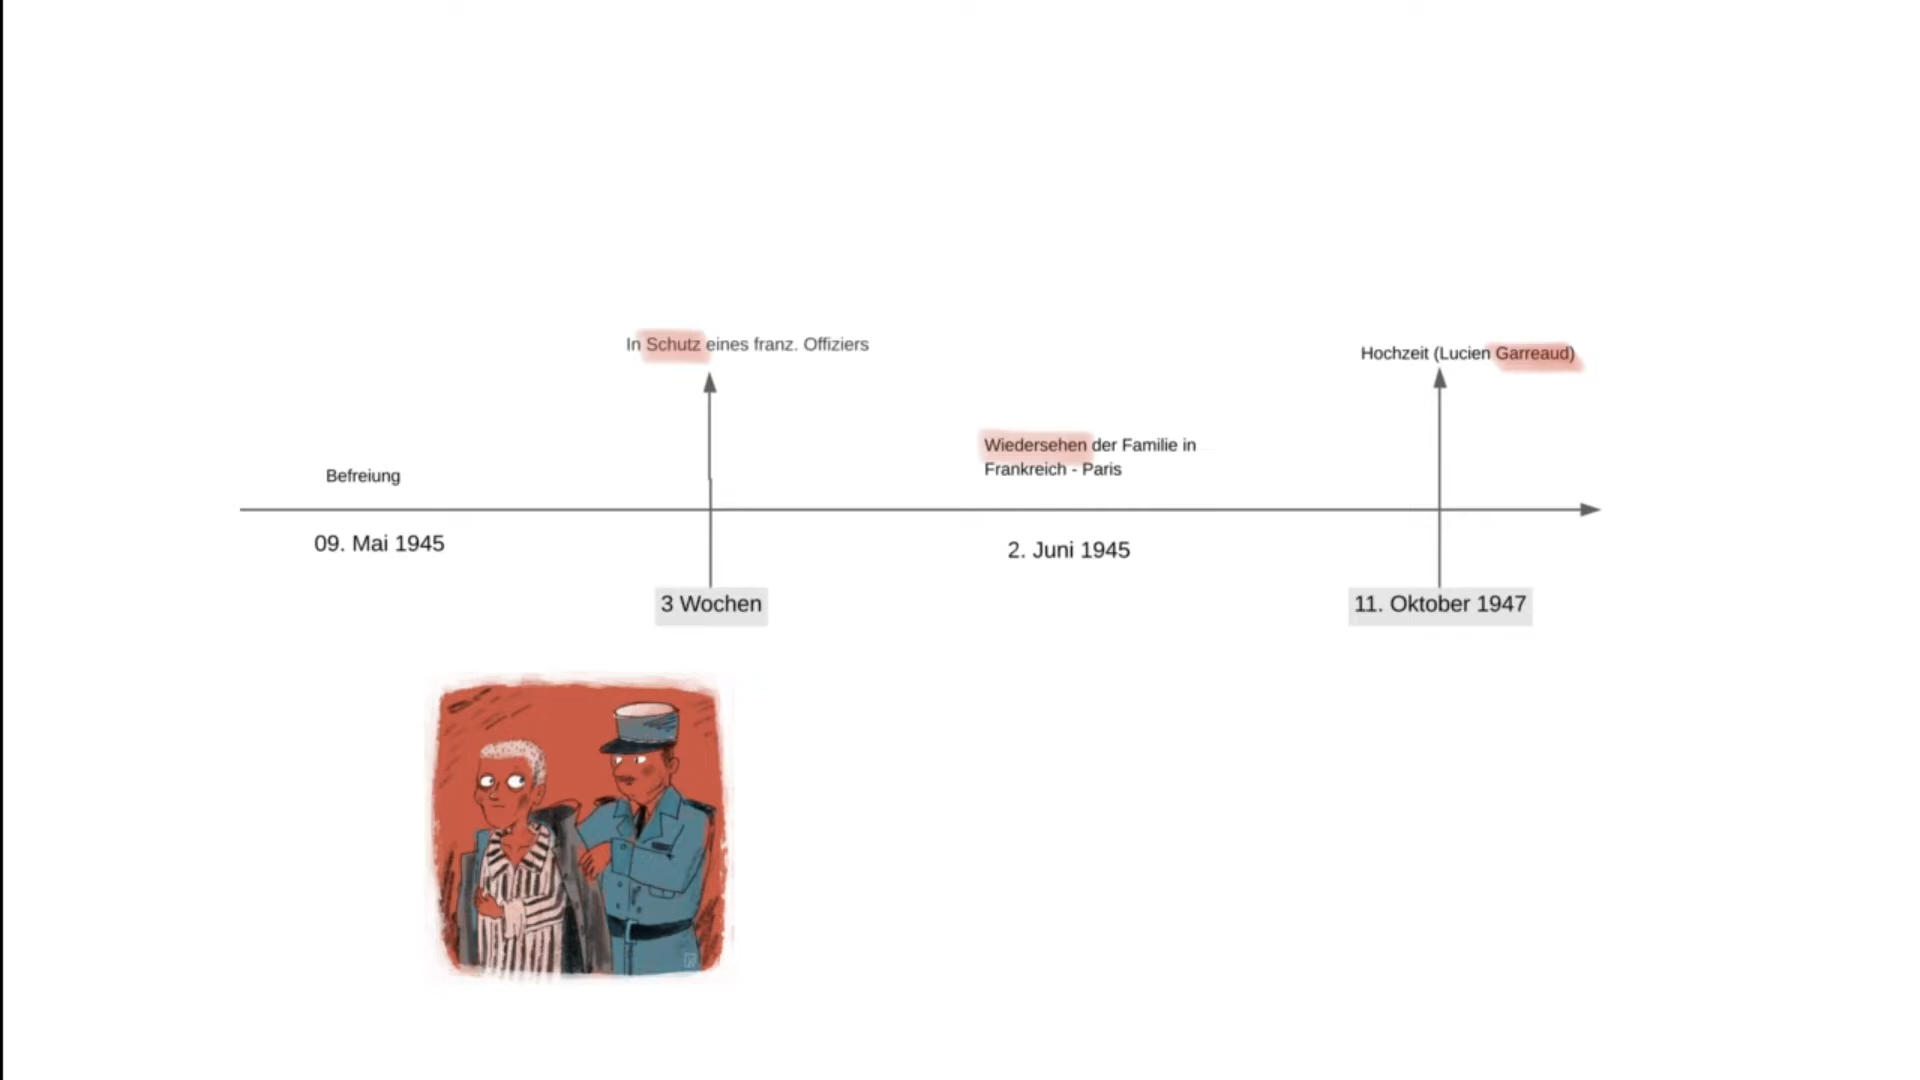 In Schutz eines franz. Offiziers
Hochzeit (Lucien Garreaud)
Wiedersehen der Familie in
Frankreich - Paris
Befreiung
09. Mai 1945
2. Juni 1945
3 Wochen
11. Oktober 1947